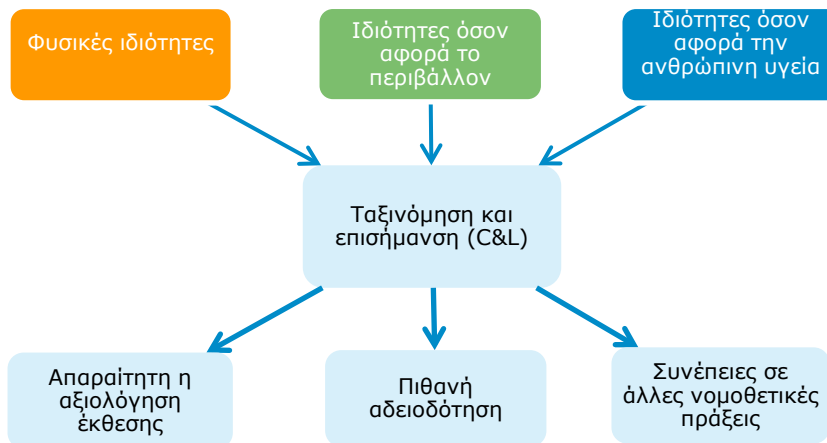 Φυσικές ιδιότητες
Ιδιότητες όσον
αφορά το
περιβάλλον
Ιδιότητες όσον
αφορά την
ανθρώπινη υγεία
Ταξινόμηση και
επισήμανση (C&L)
Απαραίτητη η
αξιολόγηση
έκθεσης
Πιθανή
αδειοδότηση
Συνέπειες σε
άλλες νομοθετικές
πράξεις